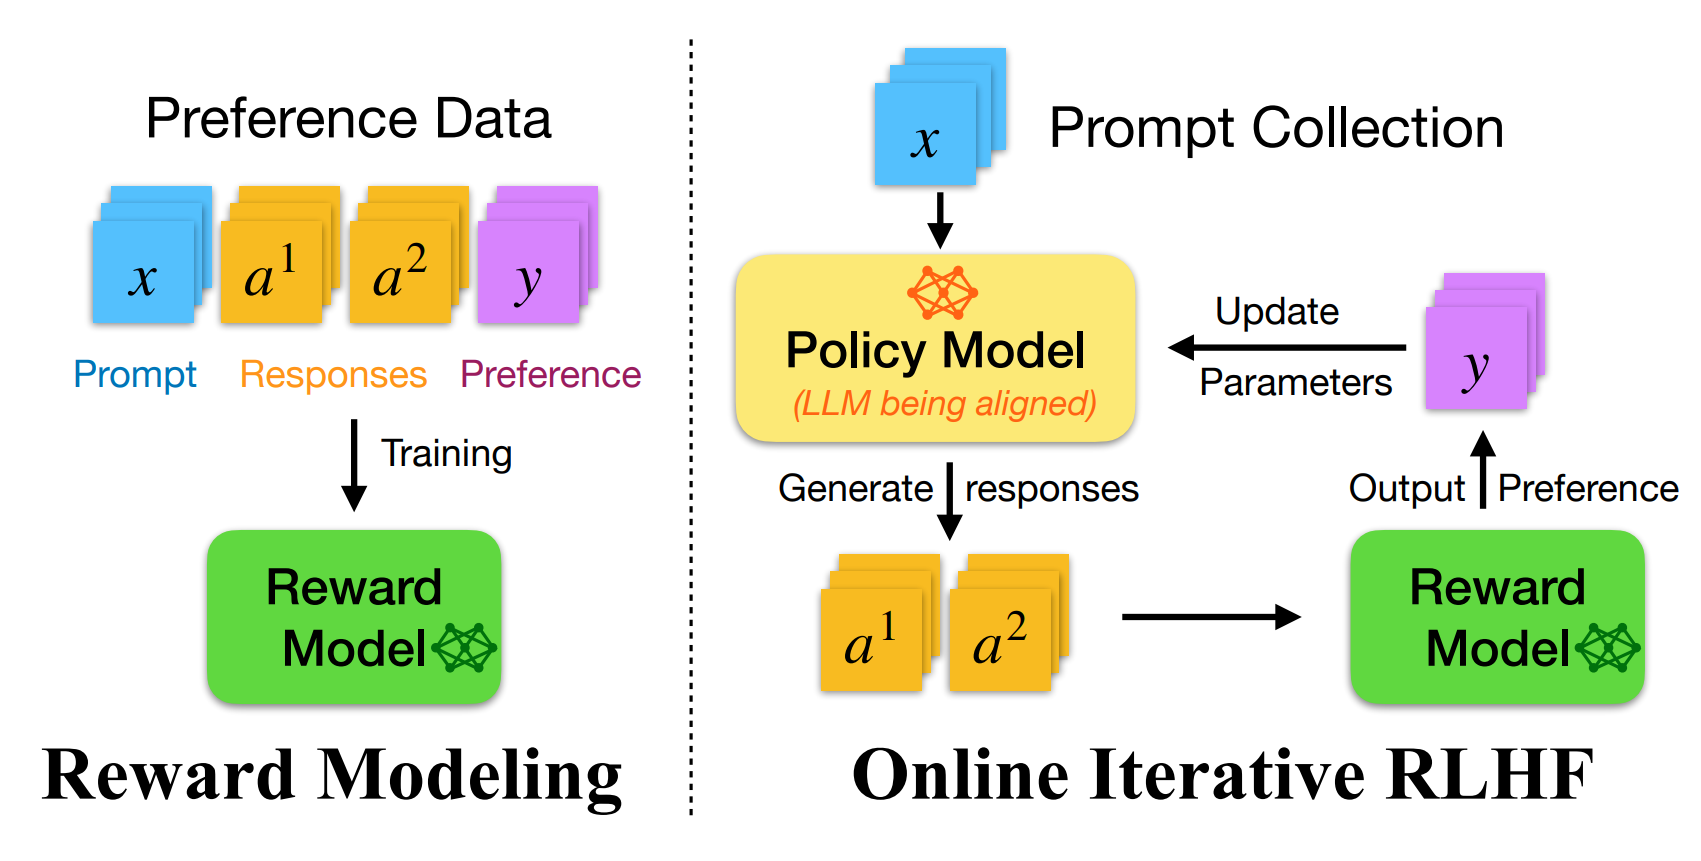 Preference Data
x a¹ a² y
Prompt Responses Preference
Training
Reward
Model
Reward Modeling
x
Prompt Collection
Policy Model
(LLM being aligned)
Update
Parameters
y
Generate responses
Output Preference
a¹ a²
Reward
Model
Online Iterative RLHF